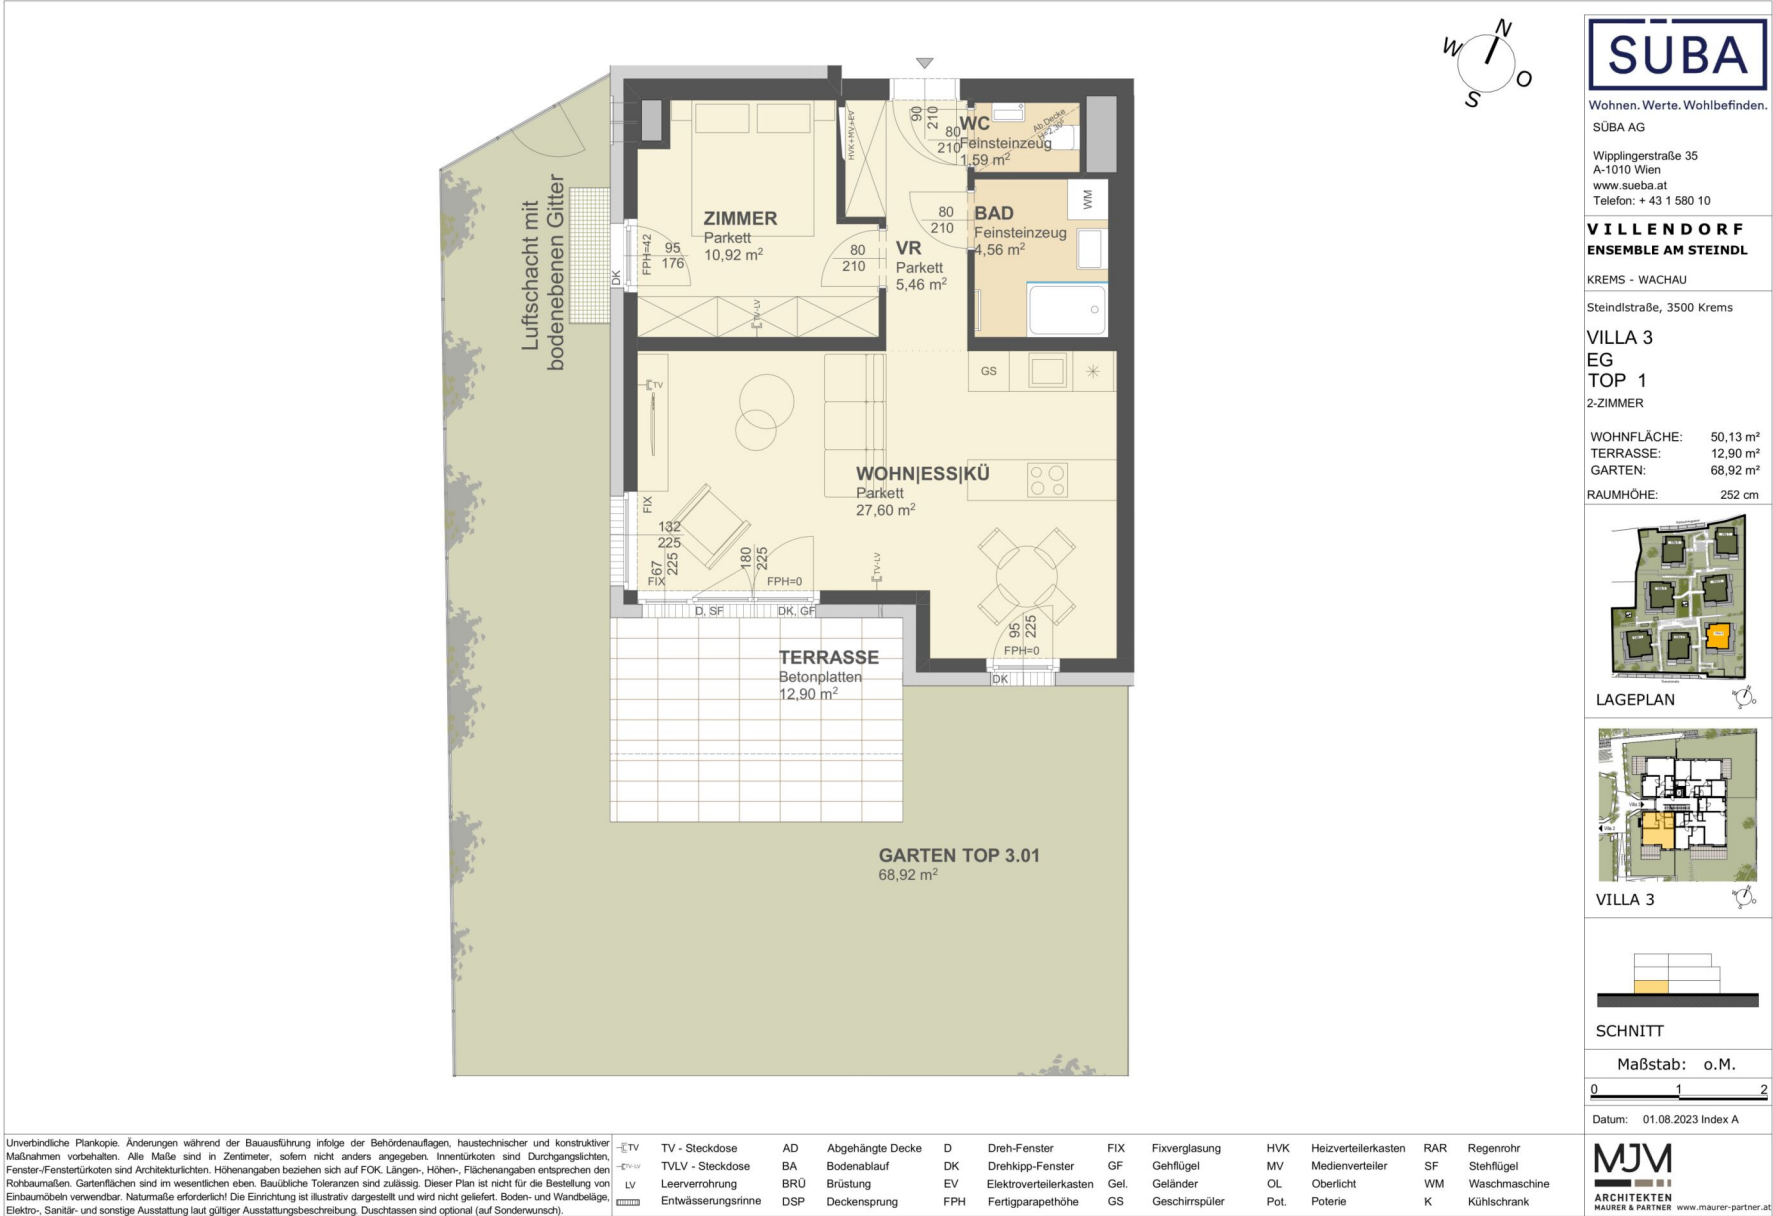 N
W
O
S
SÜBA
Wohnen. Werte. Wohlbefinden.
SÜBA AG
Wipplingerstraße 35
A-1010 Wien
www.sueba.at
Telefon: + 43 1 580 10
VILLENDORF
ENSEMBLE AM STEINDL
KREMS - WACHAU
Steindlstraße, 3500 Krems
VILLA 3
EG
TOP 1
2-ZIMMER
WOHNFLÄCHE: 50,13 m²
TERRASSE: 12,90 m²
GARTEN: 68,92 m²
RAUMHÖHE: 252 cm
LAGEPLAN
VILLA 3
SCHNITT
Maßstab: o.M.
0 1 2
Datum: 01.08.2023 Index A
MJM
ARCHITEKTEN
MAURER & PARTNER www.maurer-partner.at
Luftschacht mit
bodenebenen Gitter
ZIMMER
Parkett
10,92 m²
DK
FPH=42
95
176
80
210
TV-LV
HVK+MV+EV
90
210
80
210
WC
Feinsteinzeug
1,59 m²
Ab.Decke
H=2,30
80
210
BAD
Feinsteinzeug
4,56 m²
WM
VR
Parkett
5,46 m²
GS
TV
WOHN|ESS|KÜ
Parkett
27,60 m²
FIX
132
225
67
225
FIX
180
225
FPH=0
TV-LV
D, SF
DK, GF
95
225
FPH=0
DK
TERRASSE
Betonplatten
12,90 m²
GARTEN TOP 3.01
68,92 m²
Unverbindliche Plankopie. Änderungen während der Bauausführung infolge der Behördenauflagen, haustechnischer und konstruktiver
Maßnahmen vorbehalten. Alle Maße sind in Zentimeter, sofern nicht anders angegeben. Innentürkoten sind Durchgangslichten,
Fenster-/Fenstertürkoten sind Architekturlichten. Höhenangaben beziehen sich auf FOK. Längen-, Höhen-, Flächenangaben entsprechen den
Rohbaumaßen. Gartenflächen sind im wesentlichen eben. Bauübliche Toleranzen sind zulässig. Dieser Plan ist nicht für die Bestellung von
Einbaumöbeln verwendbar. Naturmaße erforderlich! Die Einrichtung ist illustrativ dargestellt und wird nicht geliefert. Boden- und Wandbeläge,
Elektro-, Sanitär- und sonstige Ausstattung laut gültiger Ausstattungsbeschreibung. Duschtassen sind optional (auf Sonderwunsch).
TV TV - Steckdose
TV-LV TVLV - Steckdose
LV Leerverrohrung
Entwässerungsrinne
AD Abgehängte Decke
BA Bodenablauf
BRÜ Brüstung
DSP Deckensprung
D Dreh-Fenster
DK Drehkipp-Fenster
EV Elektroverteilerkasten
FPH Fertigparapethöhe
FIX Fixverglasung
GF Gehflügel
Gel. Geländer
GS Geschirrspüler
HVK Heizverteilerkasten
MV Medienverteiler
OL Oberlicht
Pot. Poterie
RAR Regenrohr
SF Stehflügel
WM Waschmaschine
K Kühlschrank